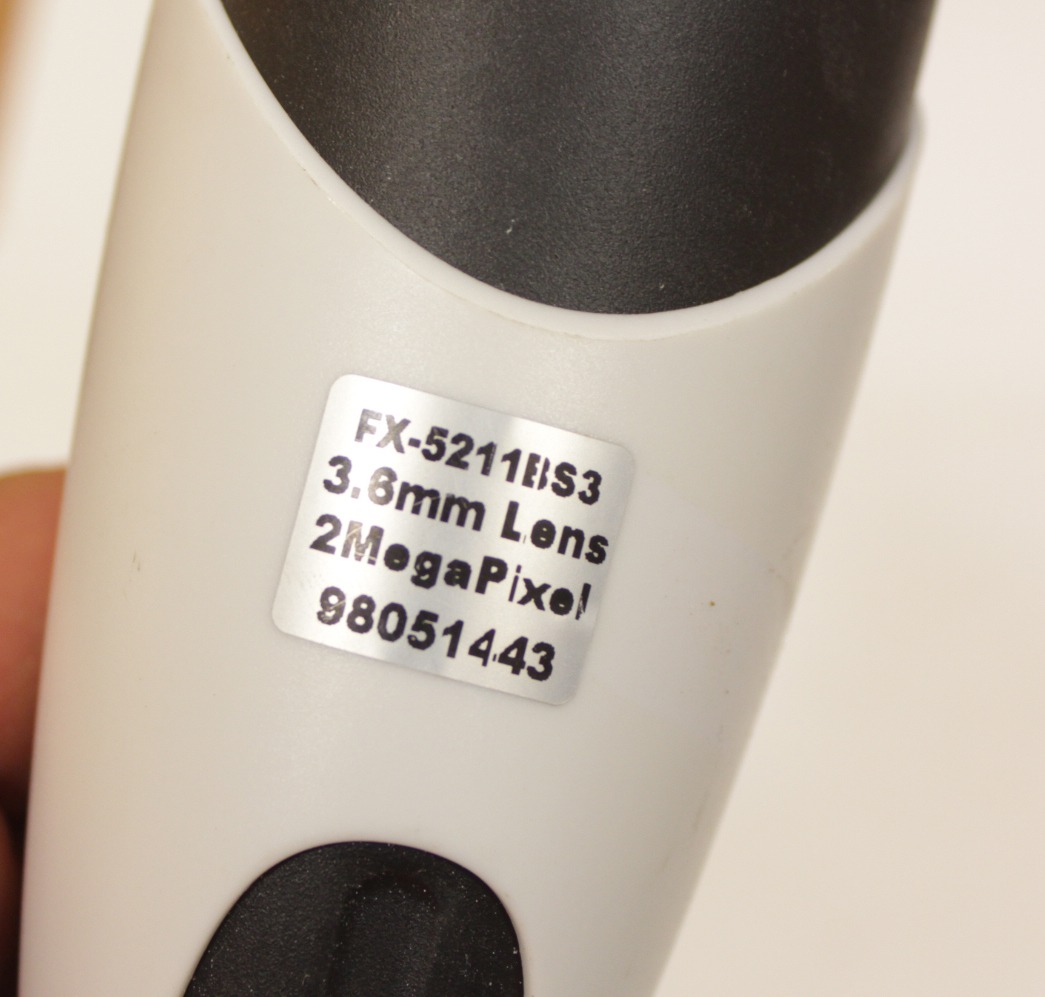 FX-5211BS3
3.6mm Lens
2MegaPixel
98051443